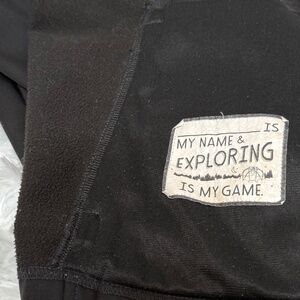 IS
MY NAME &
EXPLORING
IS MY GAME.